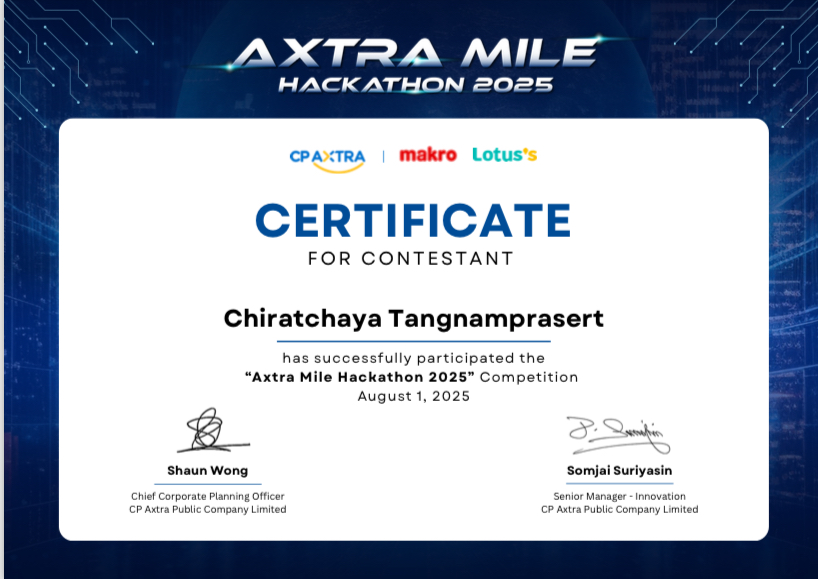 AXTRA MILE
HACKATHON 2025
CP AXTRA | makro Lotus's
CERTIFICATE
FOR CONTESTANT
Chiratchaya Tangnamprasert
has successfully participated the
“Axtra Mile Hackathon 2025” Competition
August 1, 2025
Shaun Wong
Chief Corporate Planning Officer
CP Axtra Public Company Limited
Somjai Suriyasin
Senior Manager - Innovation
CP Axtra Public Company Limited